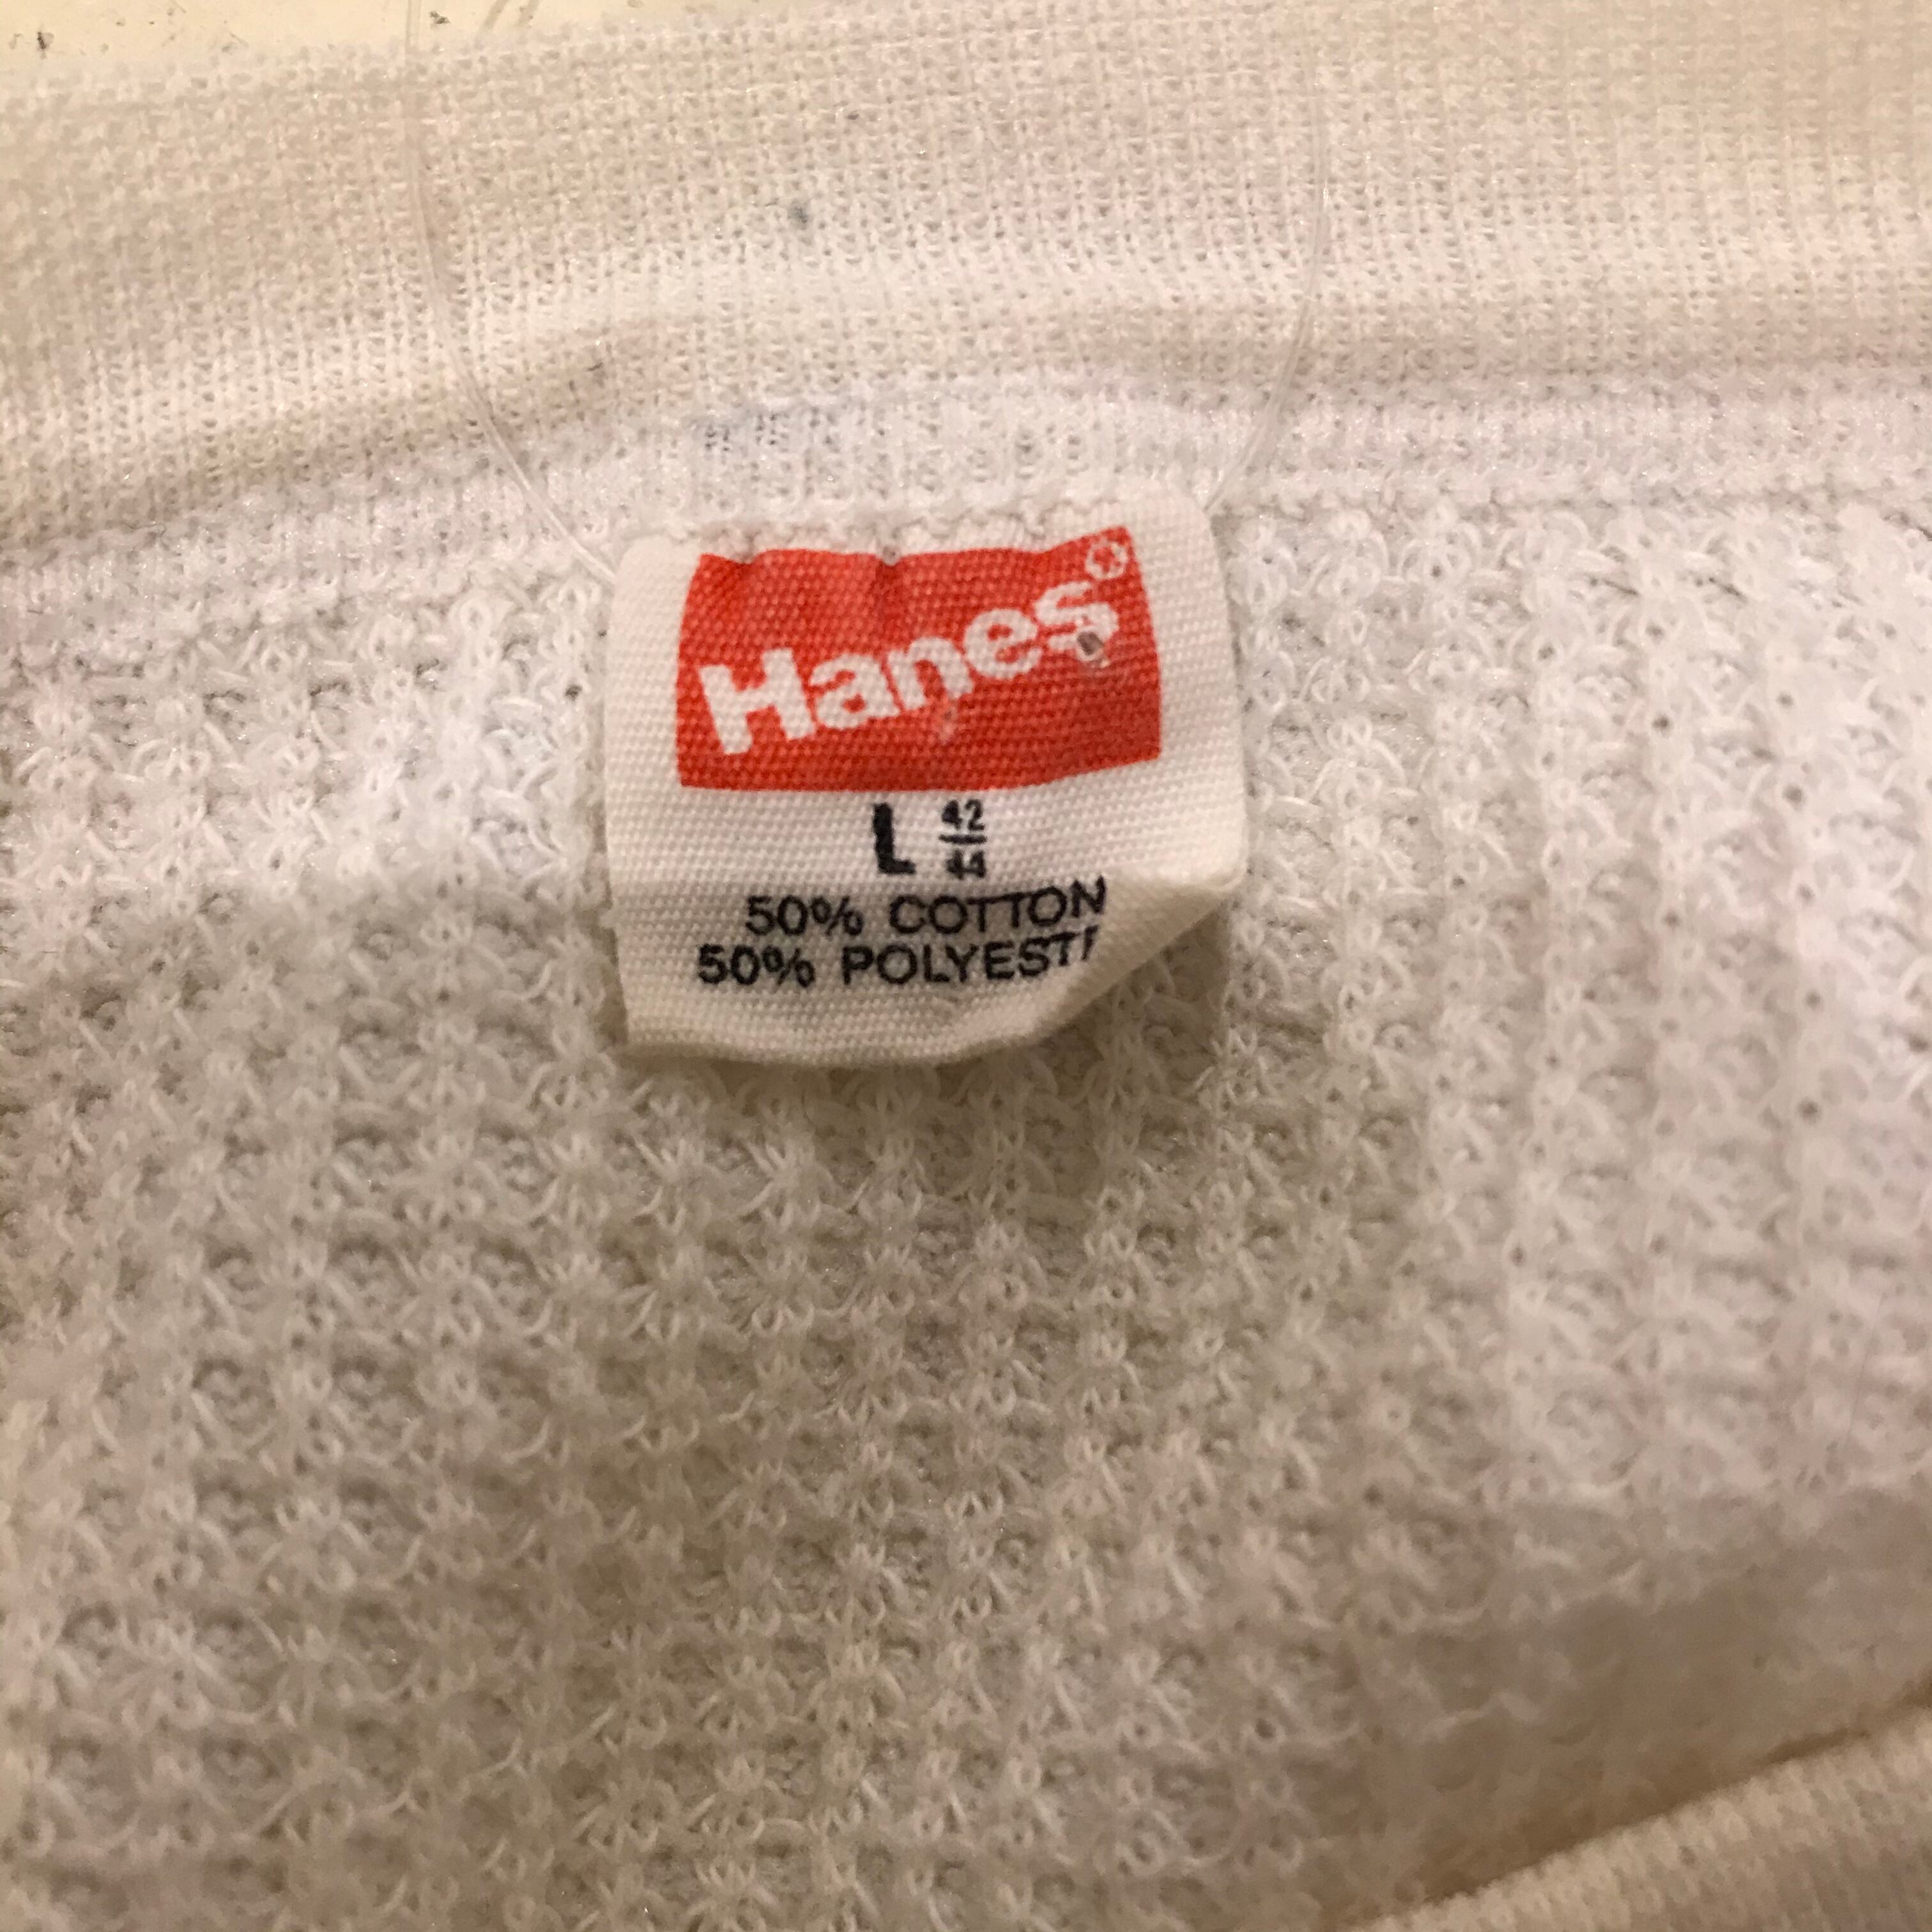 Hanes®
L 42
44
50% COTTON
50% POLYEST